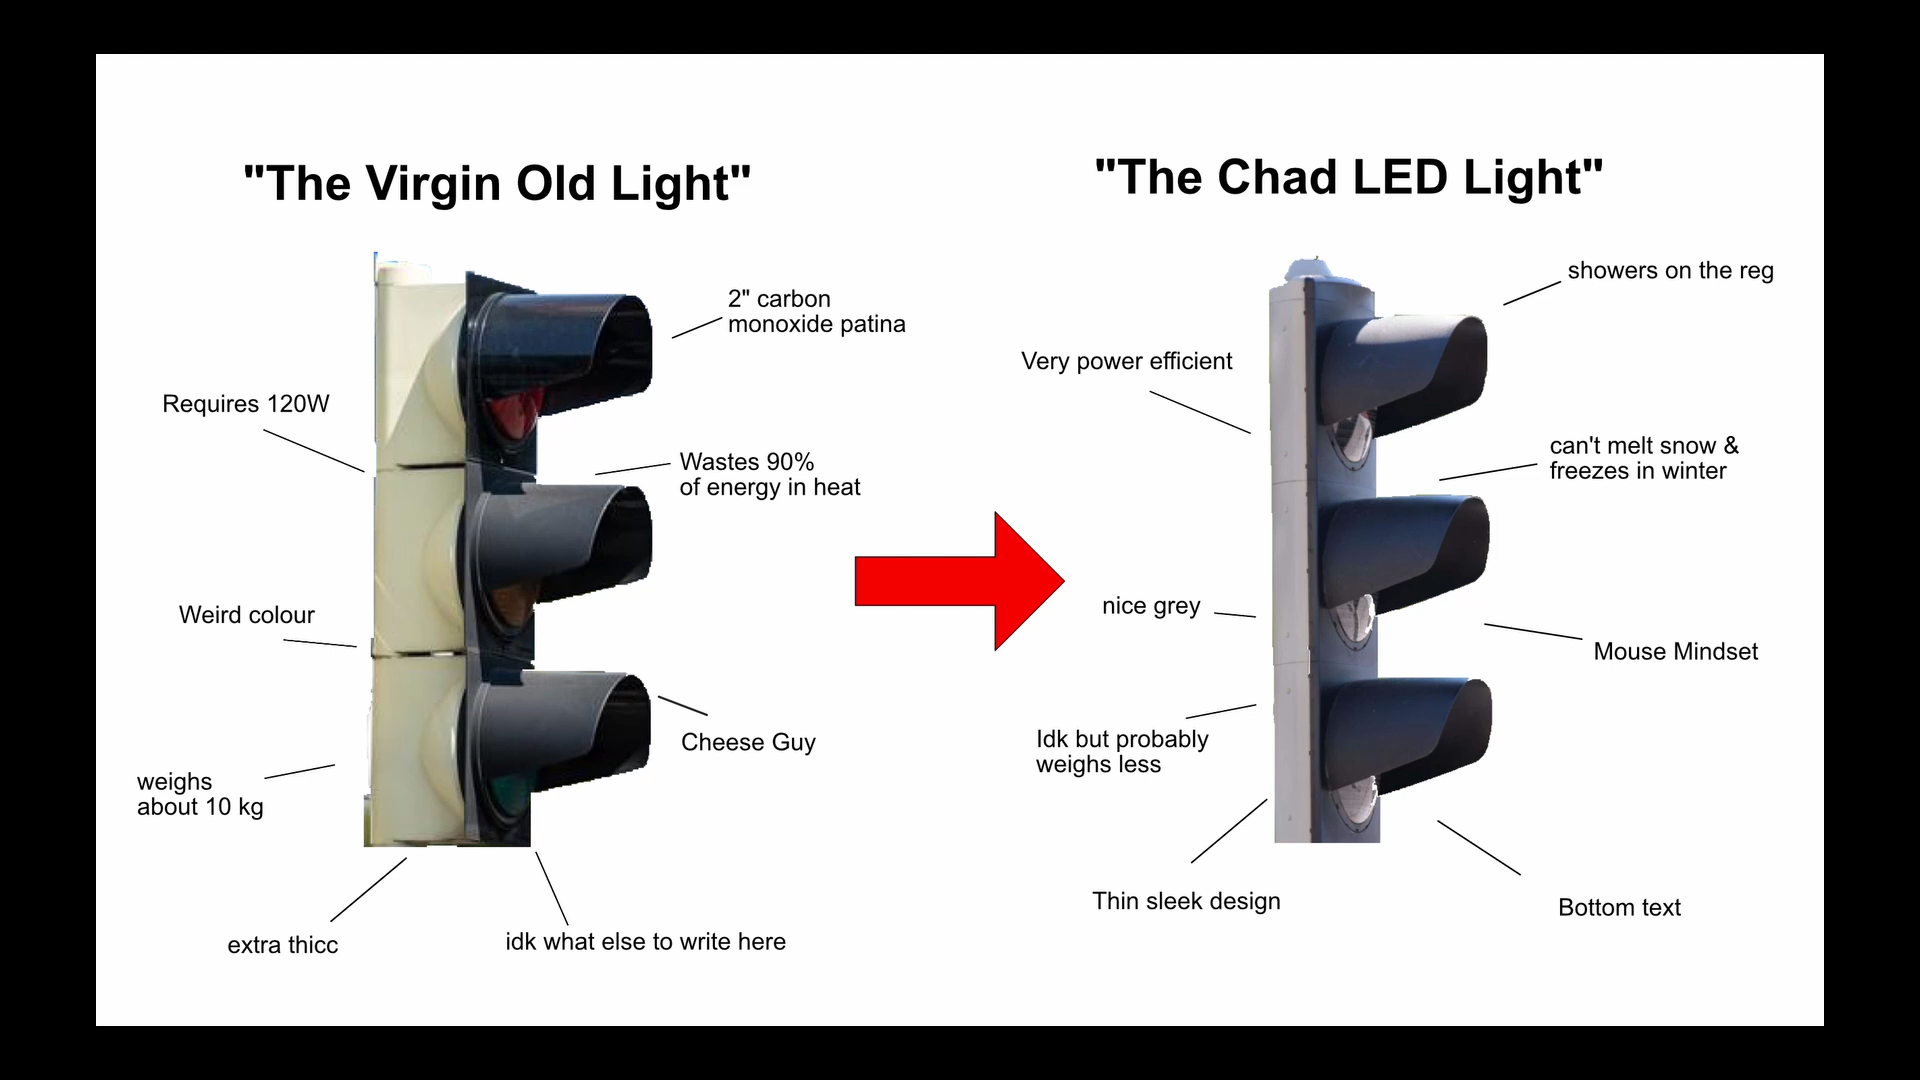 "The Virgin Old Light"
2" carbon
monoxide patina
Requires 120W
Wastes 90%
of energy in heat
Weird colour
Cheese Guy
weighs
about 10 kg
extra thicc
idk what else to write here
"The Chad LED Light"
showers on the reg
Very power efficient
can't melt snow &
freezes in winter
nice grey
Mouse Mindset
Idk but probably
weighs less
Thin sleek design
Bottom text